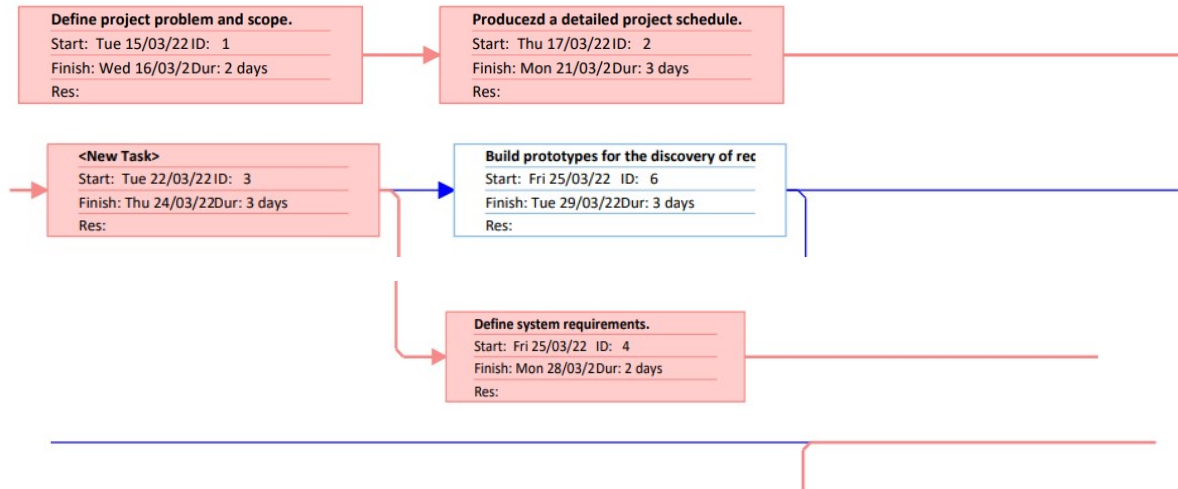 Define project problem and scope.
Start: Tue 15/03/22 ID: 1
Finish: Wed 16/03/2 Dur: 2 days
Res:
Producezd a detailed project schedule.
Start: Thu 17/03/22 ID: 2
Finish: Mon 21/03/2 Dur: 3 days
Res:
<New Task>
Start: Tue 22/03/22 ID: 3
Finish: Thu 24/03/22 Dur: 3 days
Res:
Build prototypes for the discovery of rec
Start: Fri 25/03/22 ID: 6
Finish: Tue 29/03/22 Dur: 3 days
Res:
Define system requirements.
Start: Fri 25/03/22 ID: 4
Finish: Mon 28/03/2 Dur: 2 days
Res: